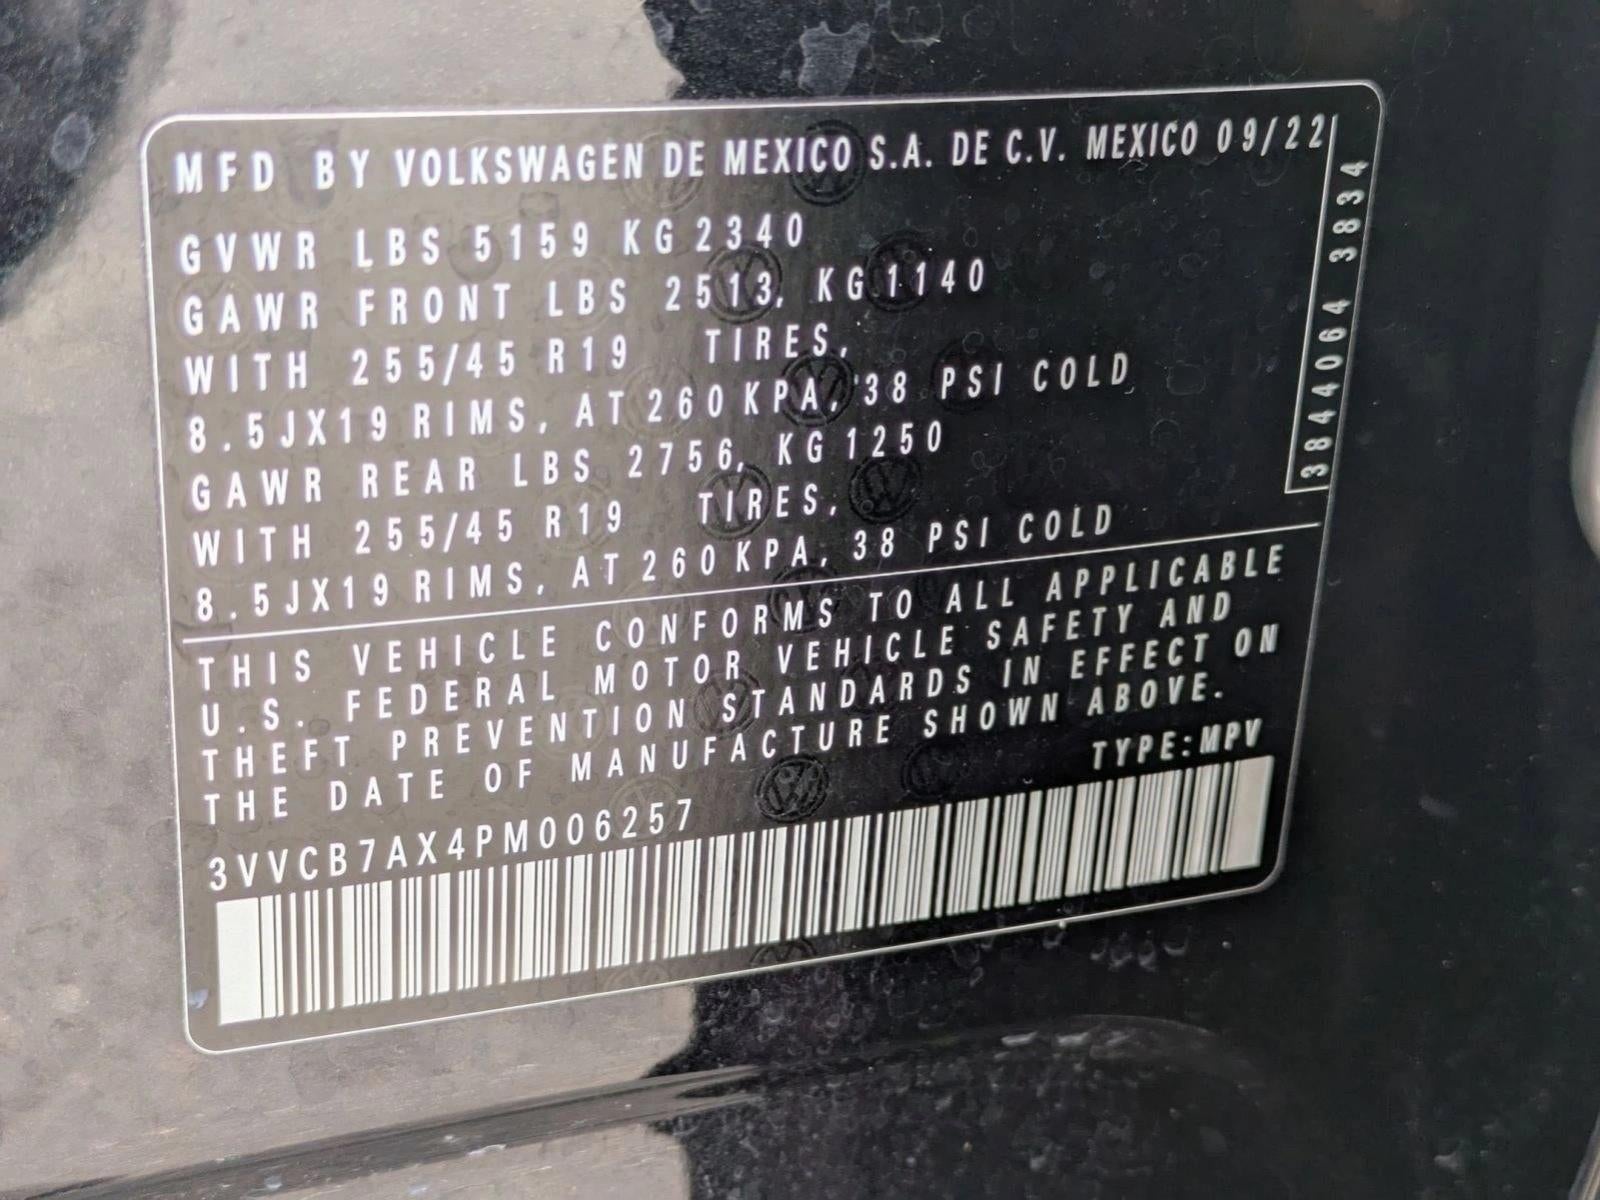 MFD BY VOLKSWAGEN DE MEXICO S.A. DE C.V. MEXICO 09/22
GVWR LBS 5159 KG 2340
GAWR FRONT LBS 2513, KG 1140
WITH 255/45 R19 TIRES,
8.5JX19 RIMS, AT 260 KPA, 38 PSI COLD
GAWR REAR LBS 2756, KG 1250
WITH 255/45 R19 TIRES,
8.5JX19 RIMS, AT 260 KPA, 38 PSI COLD
THIS VEHICLE CONFORMS TO ALL APPLICABLE
U.S. FEDERAL MOTOR VEHICLE SAFETY AND
THEFT PREVENTION STANDARDS IN EFFECT ON
THE DATE OF MANUFACTURE SHOWN ABOVE.
TYPE:MPV
3VVCB7AX4PM006257
3844064 3834